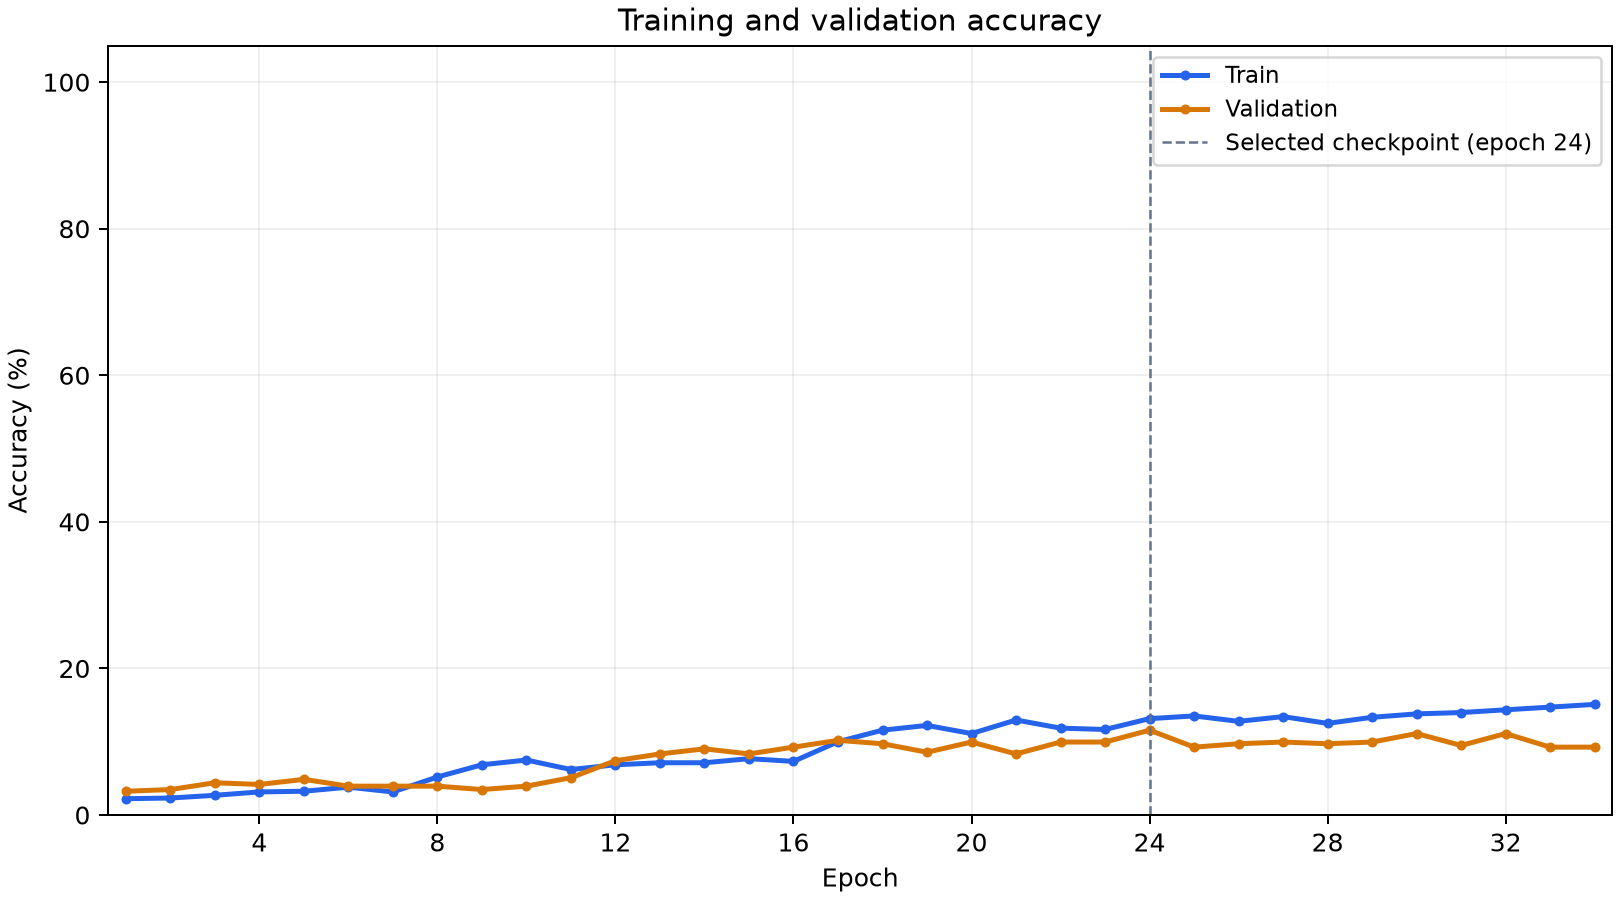 Training and validation accuracy
Train
Validation
Selected checkpoint (epoch 24)
100
80
60
40
20
0
Accuracy (%)
4 8 12 16 20 24 28 32
Epoch